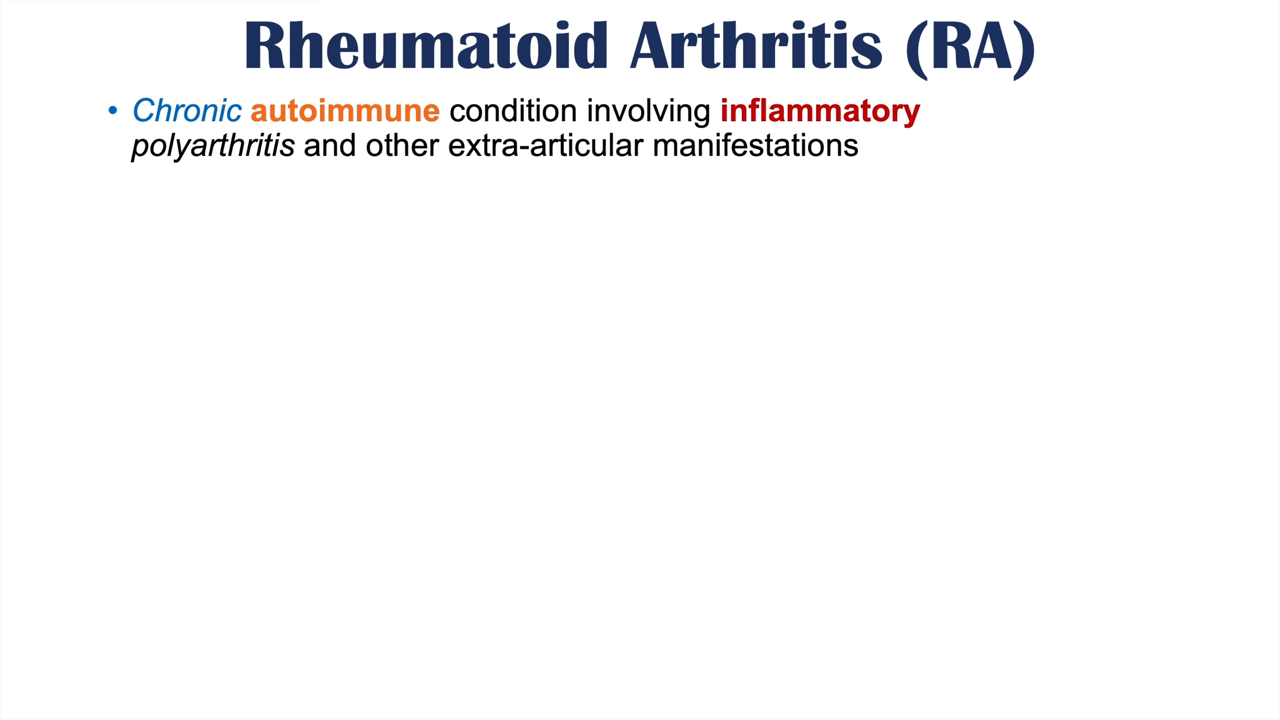 Rheumatoid Arthritis (RA)
• Chronic autoimmune condition involving inflammatory
polyarthritis and other extra-articular manifestations